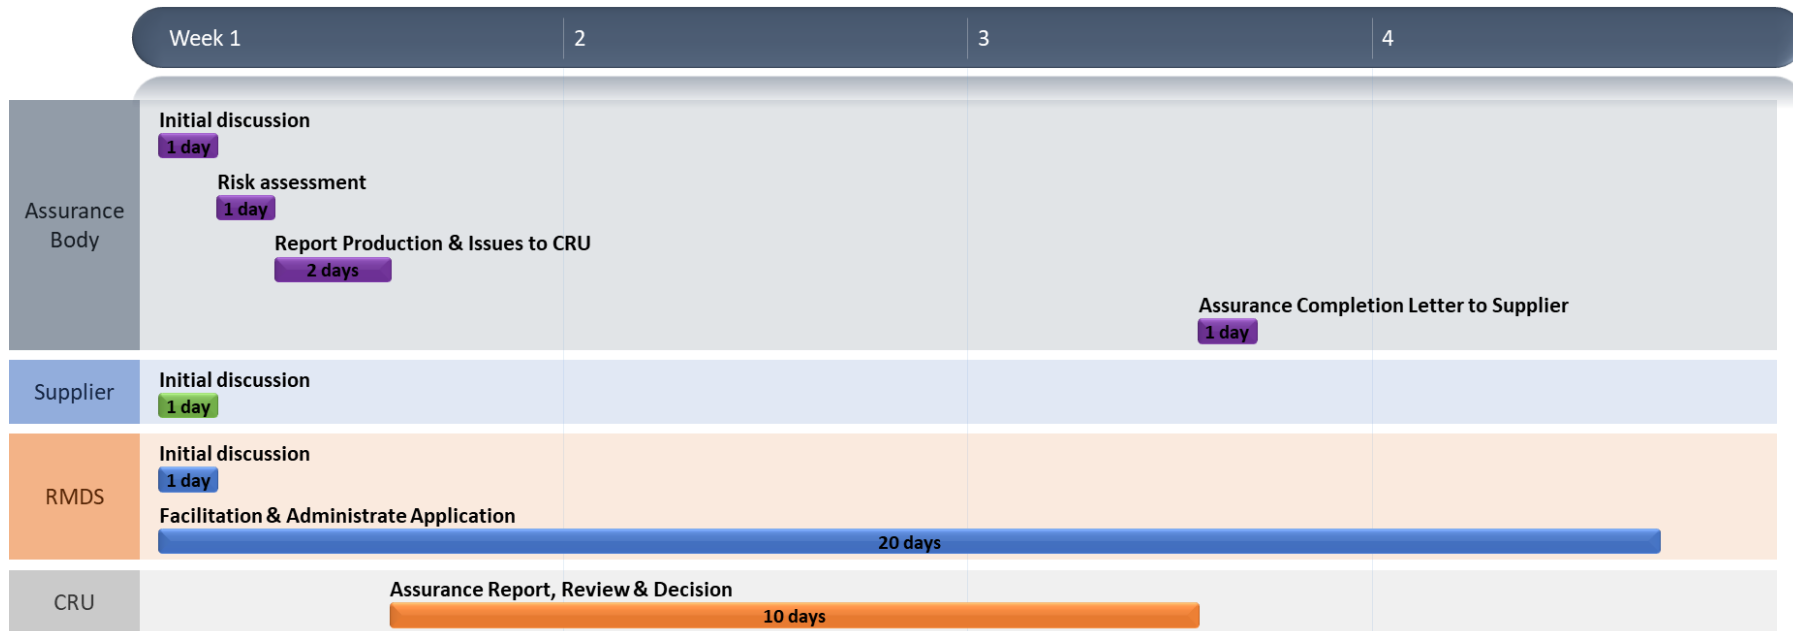 Week 1
2
3
4
Assurance
Body
Initial discussion
1 day
Risk assessment
1 day
Report Production & Issues to CRU
2 days
Assurance Completion Letter to Supplier
1 day
Supplier
Initial discussion
1 day
RMDS
Initial discussion
1 day
Facilitation & Administrate Application
20 days
CRU
Assurance Report, Review & Decision
10 days